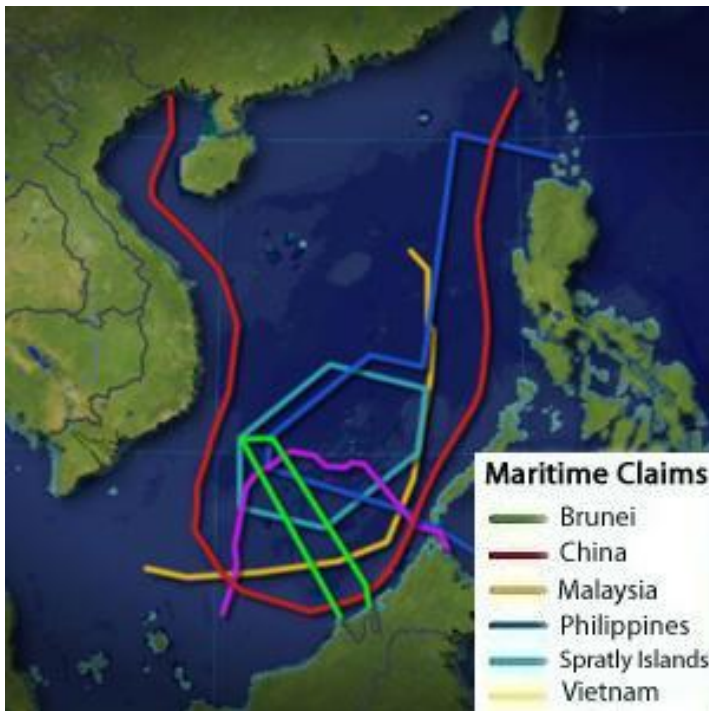 Maritime Claims
Brunei
China
Malaysia
Philippines
Spratly Islands
Vietnam